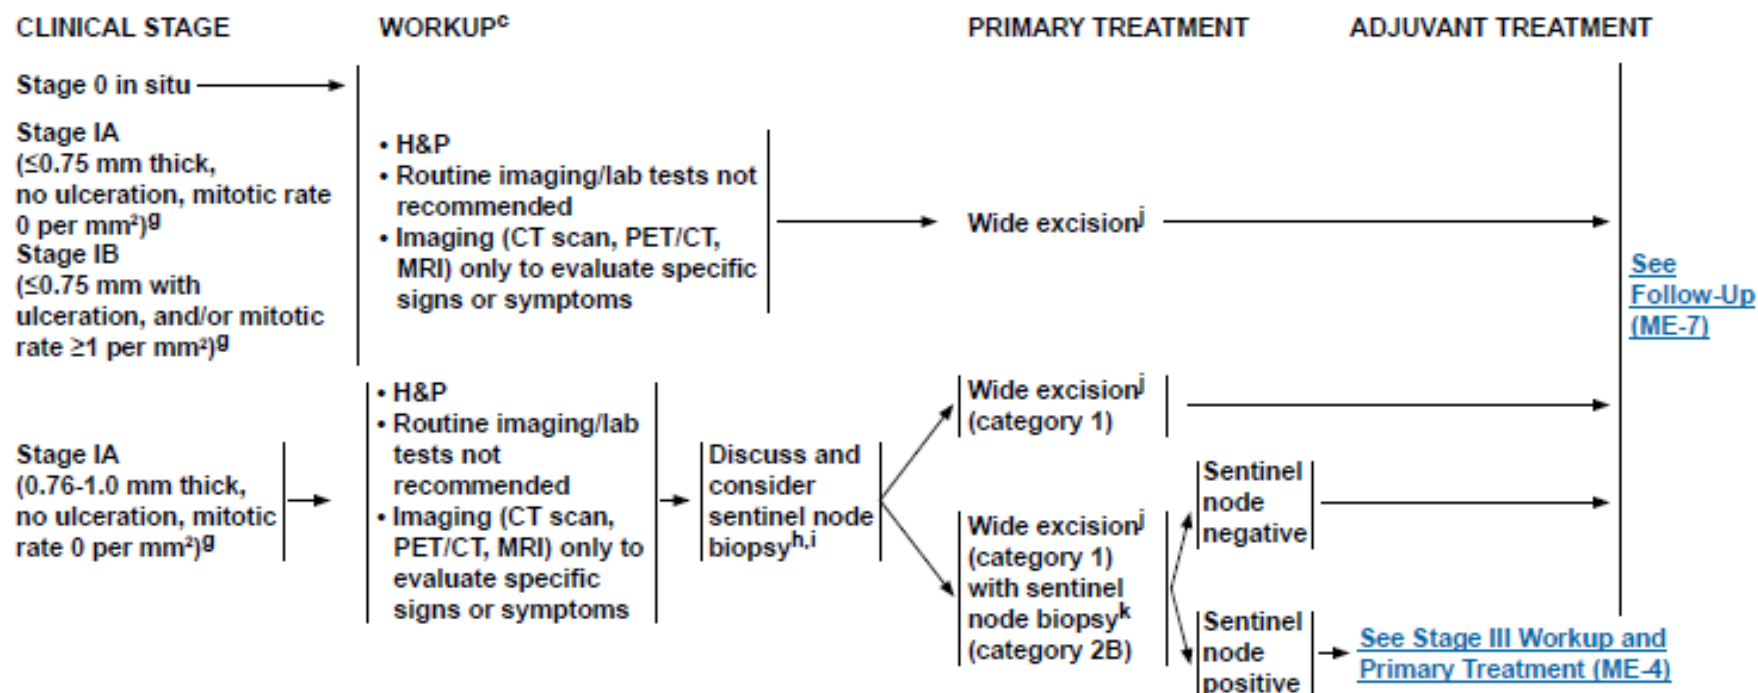 CLINICAL STAGE
WORKUPᶜ
PRIMARY TREATMENT
ADJUVANT TREATMENT
Stage 0 in situ
Stage IA
(≤0.75 mm thick,
no ulceration, mitotic rate
0 per mm²)ᵍ
Stage IB
(≤0.75 mm with
ulceration, and/or mitotic
rate ≥1 per mm²)ᵍ
• H&P
• Routine imaging/lab tests not
recommended
• Imaging (CT scan, PET/CT,
MRI) only to evaluate specific
signs or symptoms
Wide excisionʲ
See
Follow-Up
(ME-7)
Stage IA
(0.76-1.0 mm thick,
no ulceration, mitotic
rate 0 per mm²)ᵍ
• H&P
• Routine imaging/lab
tests not
recommended
• Imaging (CT scan,
PET/CT, MRI) only to
evaluate specific
signs or symptoms
Discuss and
consider
sentinel node
biopsyʰ,ⁱ
Wide excisionʲ
(category 1)
Wide excisionʲ
(category 1)
with sentinel
node biopsyᵏ
(category 2B)
Sentinel
node
negative
Sentinel
node
positive
See Stage III Workup and
Primary Treatment (ME-4)